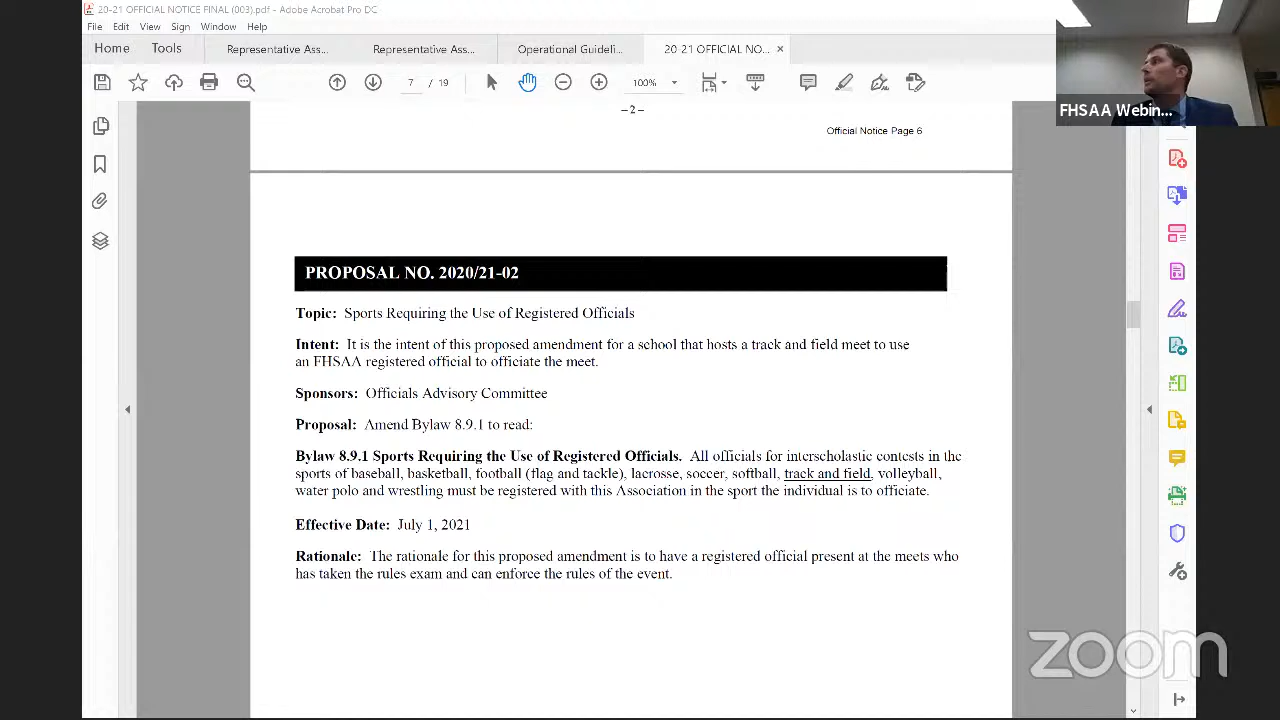 20-21 OFFICIAL NOTICE FINAL (003).pdf - Adobe Acrobat Pro DC
File Edit View Sign Window Help
Home Tools Representative Ass... Representative Ass... Operational Guideli... 20-21 OFFICIAL NO... ×
7 / 19 100%
FHSAA Webin...
–2–
Official Notice Page 6
PROPOSAL NO. 2020/21-02
Topic: Sports Requiring the Use of Registered Officials
Intent: It is the intent of this proposed amendment for a school that hosts a track and field meet to use
an FHSAA registered official to officiate the meet.
Sponsors: Officials Advisory Committee
Proposal: Amend Bylaw 8.9.1 to read:
Bylaw 8.9.1 Sports Requiring the Use of Registered Officials. All officials for interscholastic contests in the
sports of baseball, basketball, football (flag and tackle), lacrosse, soccer, softball, track and field, volleyball,
water polo and wrestling must be registered with this Association in the sport the individual is to officiate.
Effective Date: July 1, 2021
Rationale: The rationale for this proposed amendment is to have a registered official present at the meets who
has taken the rules exam and can enforce the rules of the event.
zoom